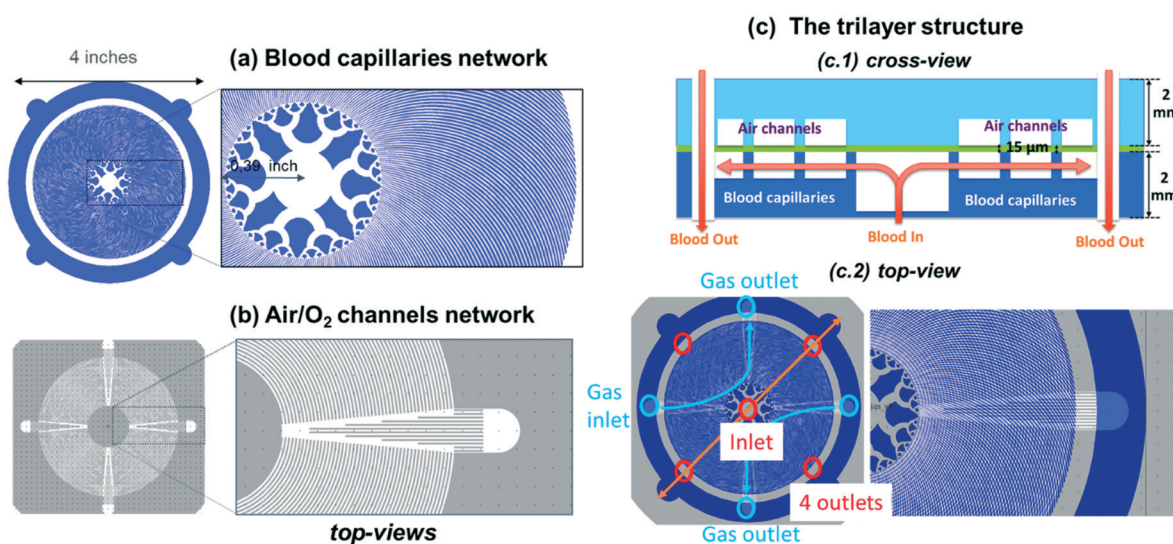 4 inches
(a) Blood capillaries network
0,39 inch
(b) Air/O₂ channels network
top-views
(c) The trilayer structure
(c.1) cross-view
Air channels
Air channels
15 µm
2
mm
2
mm
Blood capillaries
Blood capillaries
Blood Out
Blood In
Blood Out
(c.2) top-view
Gas outlet
Gas
inlet
Inlet
4 outlets
Gas outlet